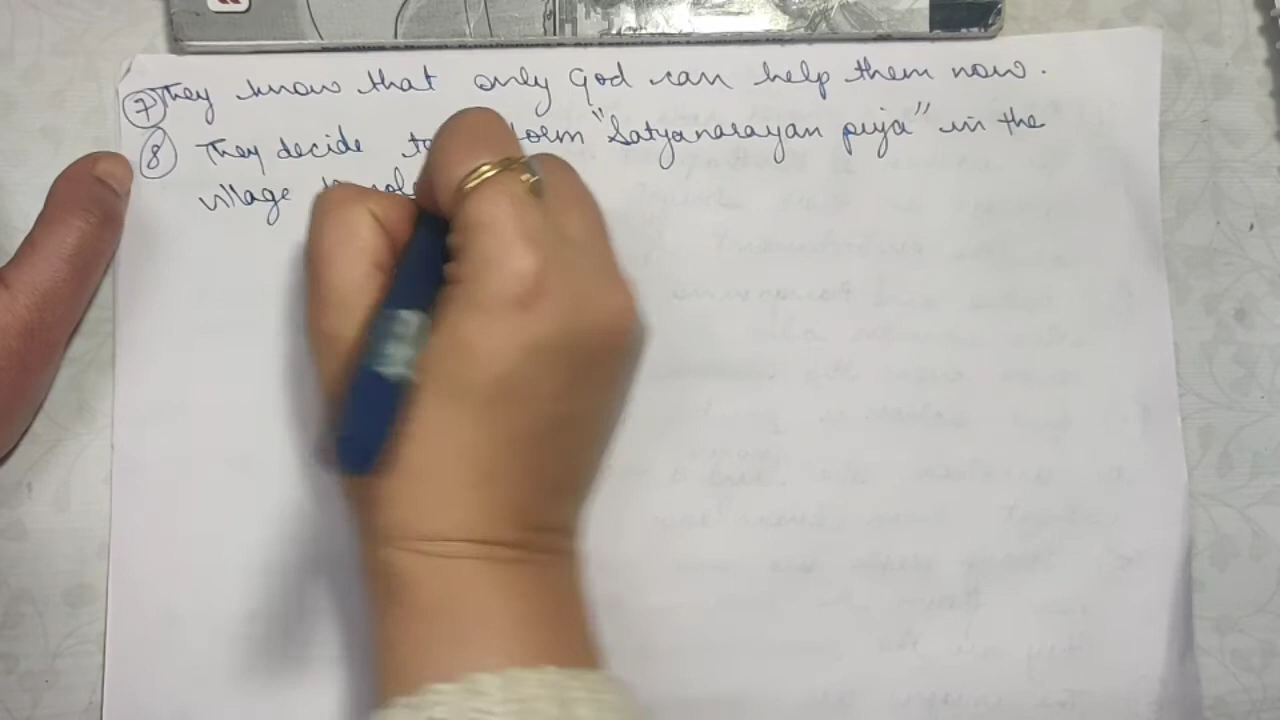 7 They know that only God can help them now.
8 They decide to "Satyanarayan puja" in the
village